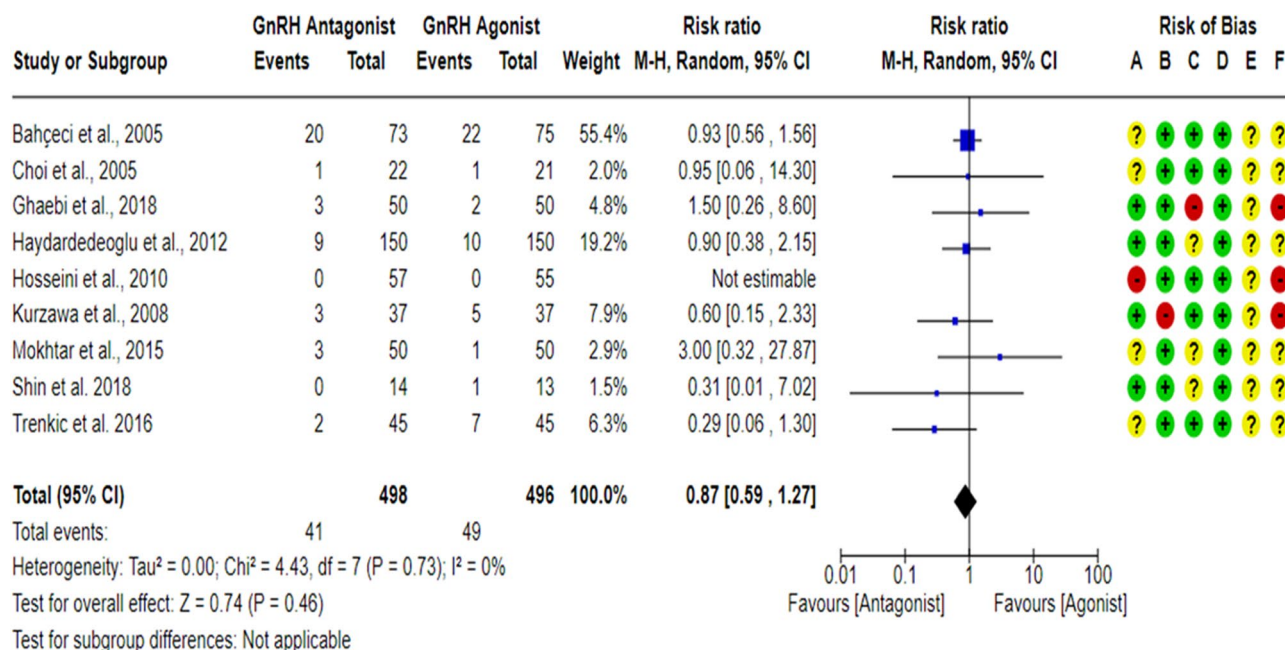 GnRH Antagonist GnRH Agonist Risk ratio Risk ratio Risk of Bias
Study or Subgroup Events Total Events Total Weight M-H, Random, 95% CI M-H, Random, 95% CI A B C D E F
Bahçeci et al., 2005 20 73 22 75 55.4% 0.93 [0.56 , 1.56] ? + + + ? ?
Choi et al., 2005 1 22 1 21 2.0% 0.95 [0.06 , 14.30] ? + + + ? ?
Ghaebi et al., 2018 3 50 2 50 4.8% 1.50 [0.26 , 8.60] + + - + ? -
Haydardedeoglu et al., 2012 9 150 10 150 19.2% 0.90 [0.38 , 2.15] + + ? + ? ?
Hosseini et al., 2010 0 57 0 55 Not estimable - + + + ? -
Kurzawa et al., 2008 3 37 5 37 7.9% 0.60 [0.15 , 2.33] + - + + ? -
Mokhtar et al., 2015 3 50 1 50 2.9% 3.00 [0.32 , 27.87] ? + ? + ? ?
Shin et al. 2018 0 14 1 13 1.5% 0.31 [0.01 , 7.02] + + ? + ? ?
Trenkic et al. 2016 2 45 7 45 6.3% 0.29 [0.06 , 1.30] ? + + + ? ?
Total (95% CI) 498 496 100.0% 0.87 [0.59 , 1.27]
Total events: 41 49
Heterogeneity: Tau² = 0.00; Chi² = 4.43, df = 7 (P = 0.73); I² = 0%
Test for overall effect: Z = 0.74 (P = 0.46)
Test for subgroup differences: Not applicable
0.01 0.1 1 10 100
Favours [Antagonist] Favours [Agonist]